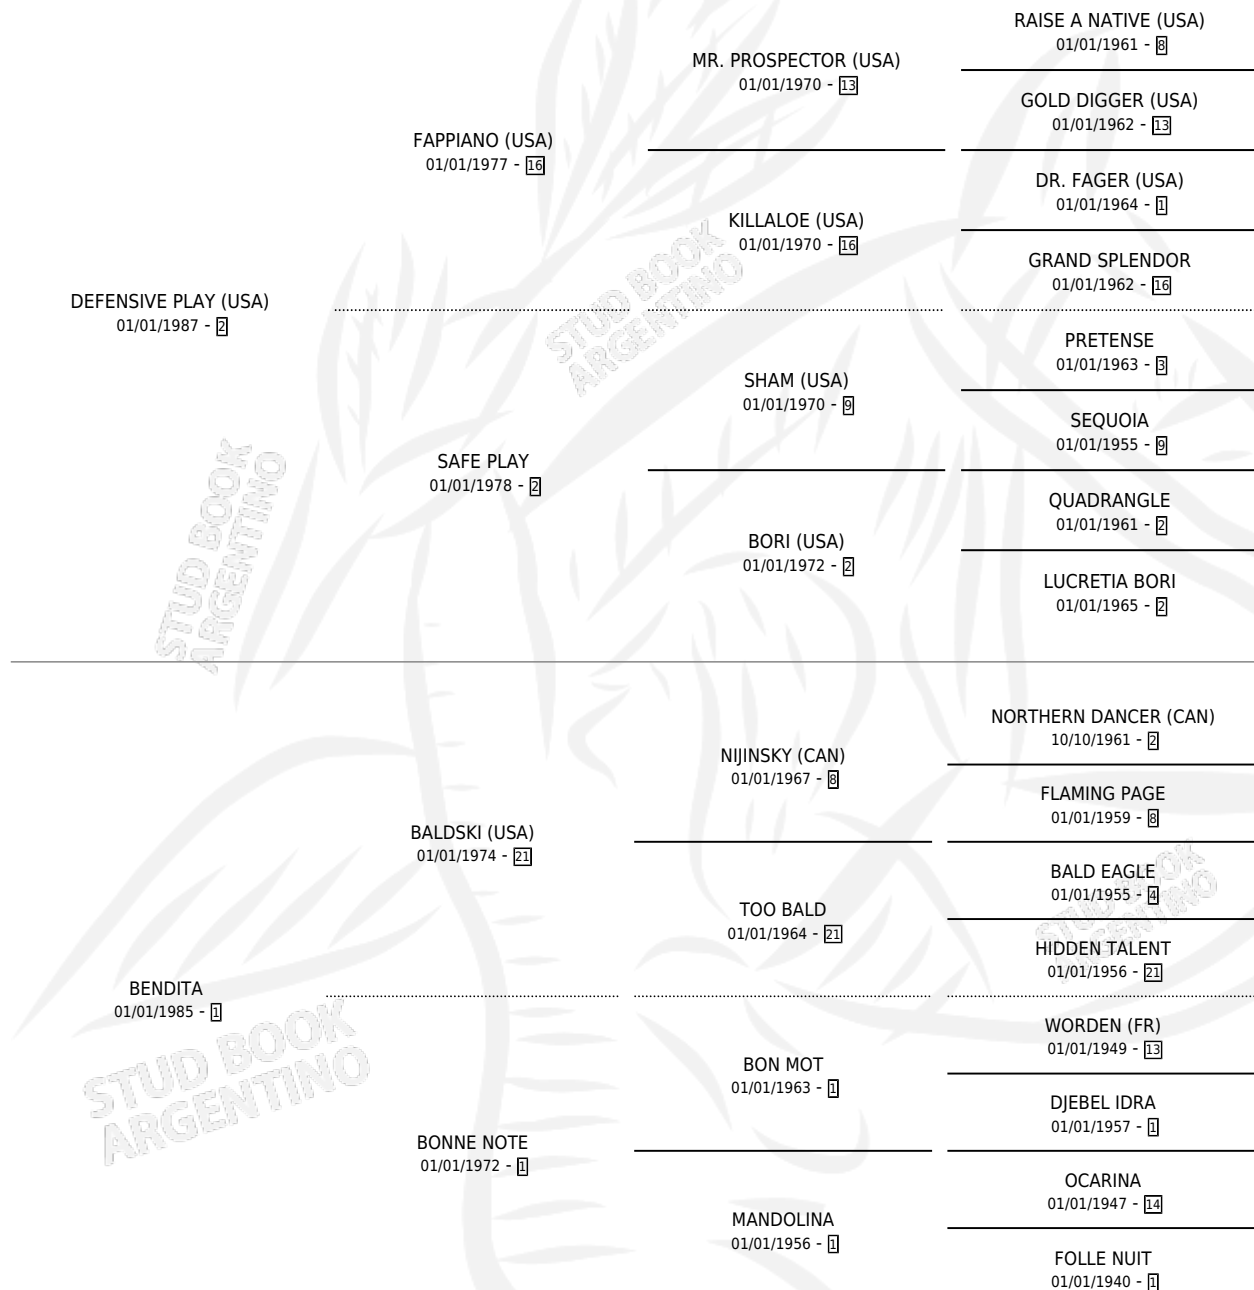 RAISE A NATIVE (USA)
01/01/1961 - 8
MR. PROSPECTOR (USA)
01/01/1970 - 13
GOLD DIGGER (USA)
01/01/1962 - 13
FAPPIANO (USA)
01/01/1977 - 16
DR. FAGER (USA)
01/01/1964 - 1
KILLALOE (USA)
01/01/1970 - 16
GRAND SPLENDOR
01/01/1962 - 16
DEFENSIVE PLAY (USA)
01/01/1987 - 2
PRETENSE
01/01/1963 - 3
SHAM (USA)
01/01/1970 - 9
SEQUOIA
01/01/1955 - 9
SAFE PLAY
01/01/1978 - 2
QUADRANGLE
01/01/1961 - 2
BORI (USA)
01/01/1972 - 2
LUCRETIA BORI
01/01/1965 - 2
NORTHERN DANCER (CAN)
10/10/1961 - 2
NIJINSKY (CAN)
01/01/1967 - 8
FLAMING PAGE
01/01/1959 - 8
BALDSKI (USA)
01/01/1974 - 21
BALD EAGLE
01/01/1955 - 4
TOO BALD
01/01/1964 - 21
HIDDEN TALENT
01/01/1956 - 21
BENDITA
01/01/1985 - 1
WORDEN (FR)
01/01/1949 - 13
BON MOT
01/01/1963 - 1
DJEBEL IDRA
01/01/1957 - 1
BONNE NOTE
01/01/1972 - 1
OCARINA
01/01/1947 - 14
MANDOLINA
01/01/1956 - 1
FOLLE NUIT
01/01/1940 - 1
STUD BOOK
ARGENTINO
STUD BOOK
ARGENTINO
STUD BOOK
ARGENTINO
STUD BOOK
ARGENTINO